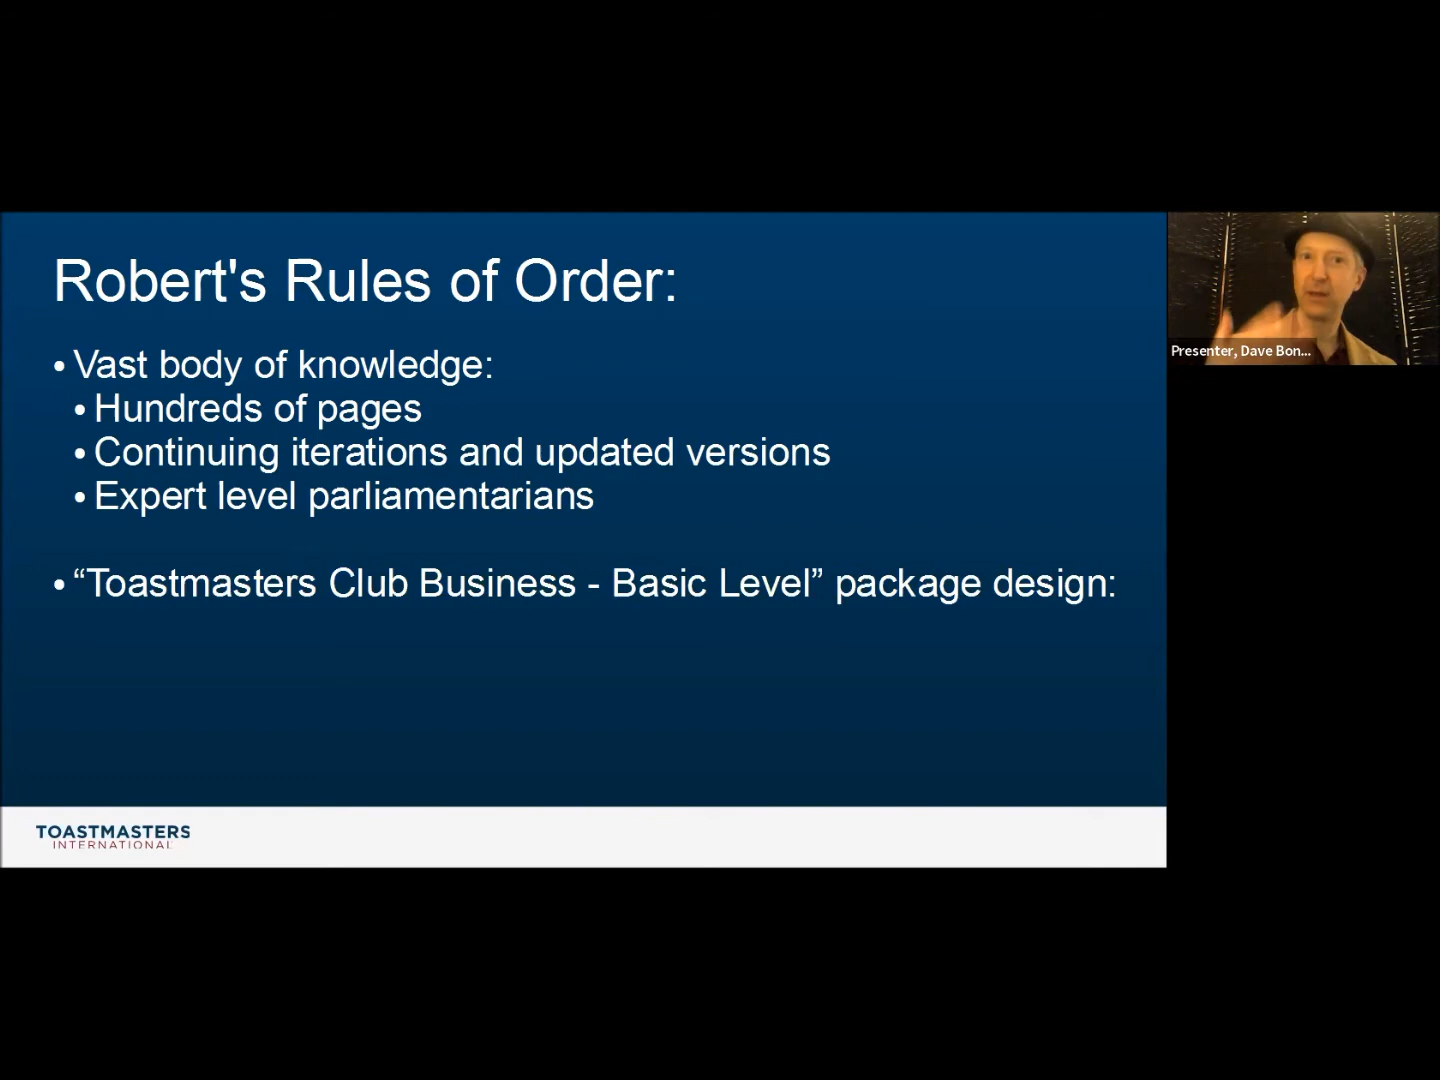 Robert's Rules of Order:
• Vast body of knowledge:
• Hundreds of pages
• Continuing iterations and updated versions
• Expert level parliamentarians
• “Toastmasters Club Business - Basic Level” package design:
Presenter, Dave Bon...
TOASTMASTERS
INTERNATIONAL